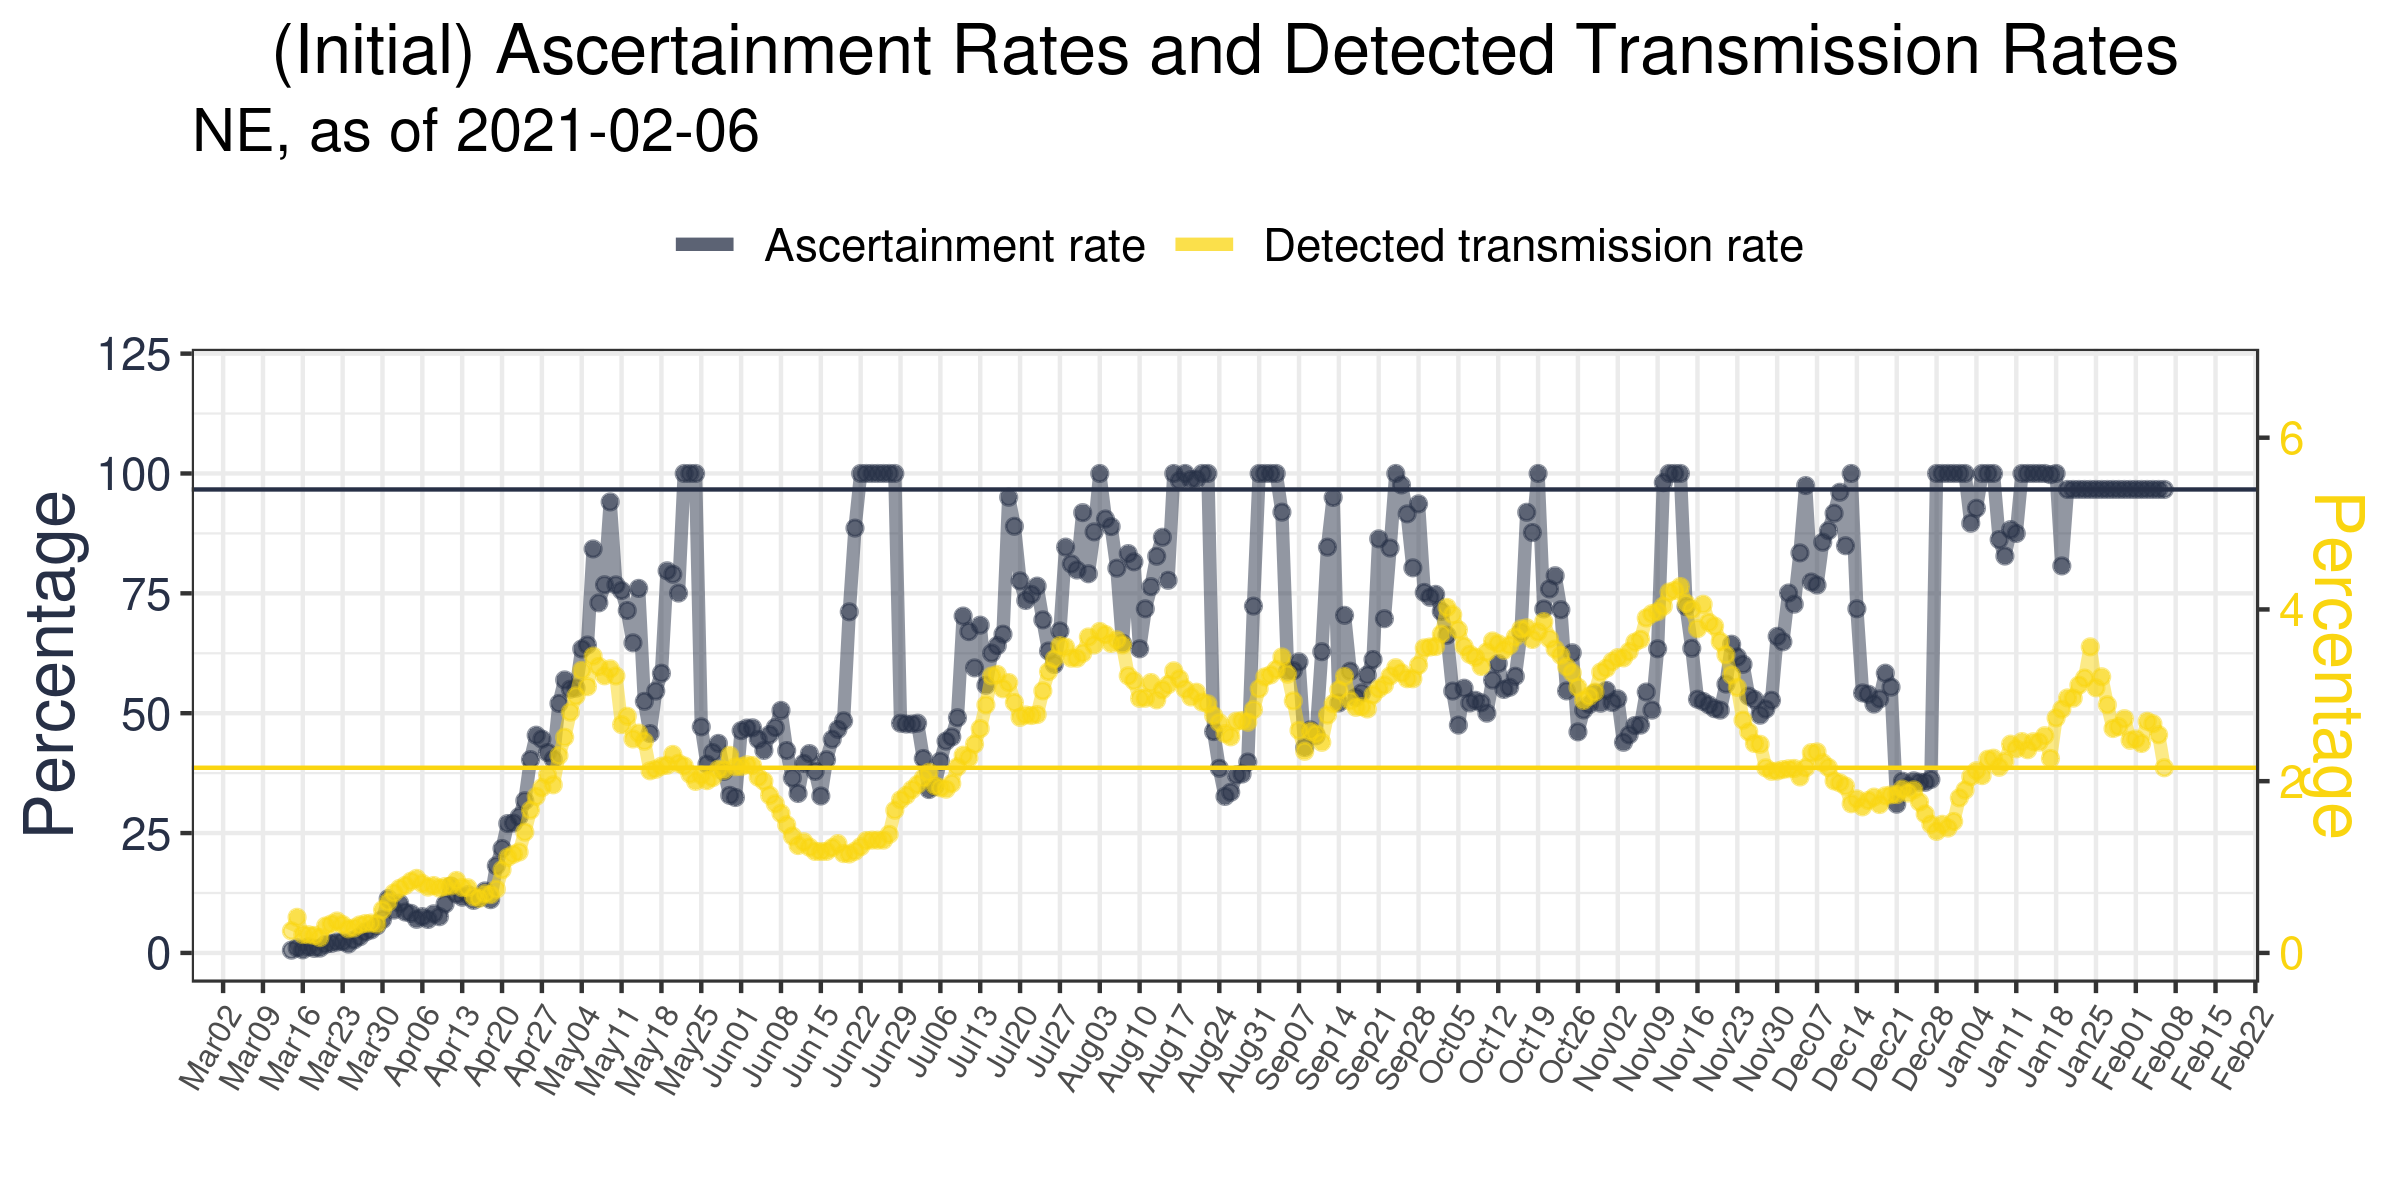 (Initial) Ascertainment Rates and Detected Transmission Rates
NE, as of 2021-02-06
Ascertainment rate
Detected transmission rate
125
100
75
50
25
0
Percentage
6
4
2
0
Percentage
Mar02
Mar09
Mar16
Mar23
Mar30
Apr06
Apr13
Apr20
Apr27
May04
May11
May18
May25
Jun01
Jun08
Jun15
Jun22
Jun29
Jul06
Jul13
Jul20
Jul27
Aug03
Aug10
Aug17
Aug24
Aug31
Sep07
Sep14
Sep21
Sep28
Oct05
Oct12
Oct19
Oct26
Nov02
Nov09
Nov16
Nov23
Nov30
Dec07
Dec14
Dec21
Dec28
Jan04
Jan11
Jan18
Jan25
Feb01
Feb08
Feb15
Feb22